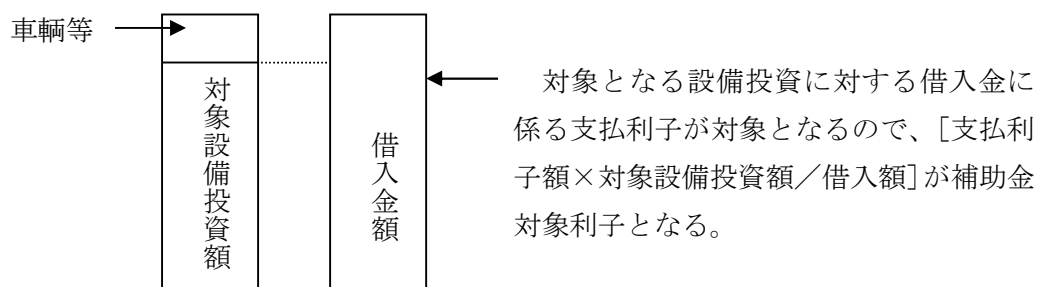 車輌等
対象設備投資額
借入金額
対象となる設備投資に対する借入金に
係る支払利子が対象となるので、［支払利
子額×対象設備投資額／借入額］が補助金
対象利子となる。